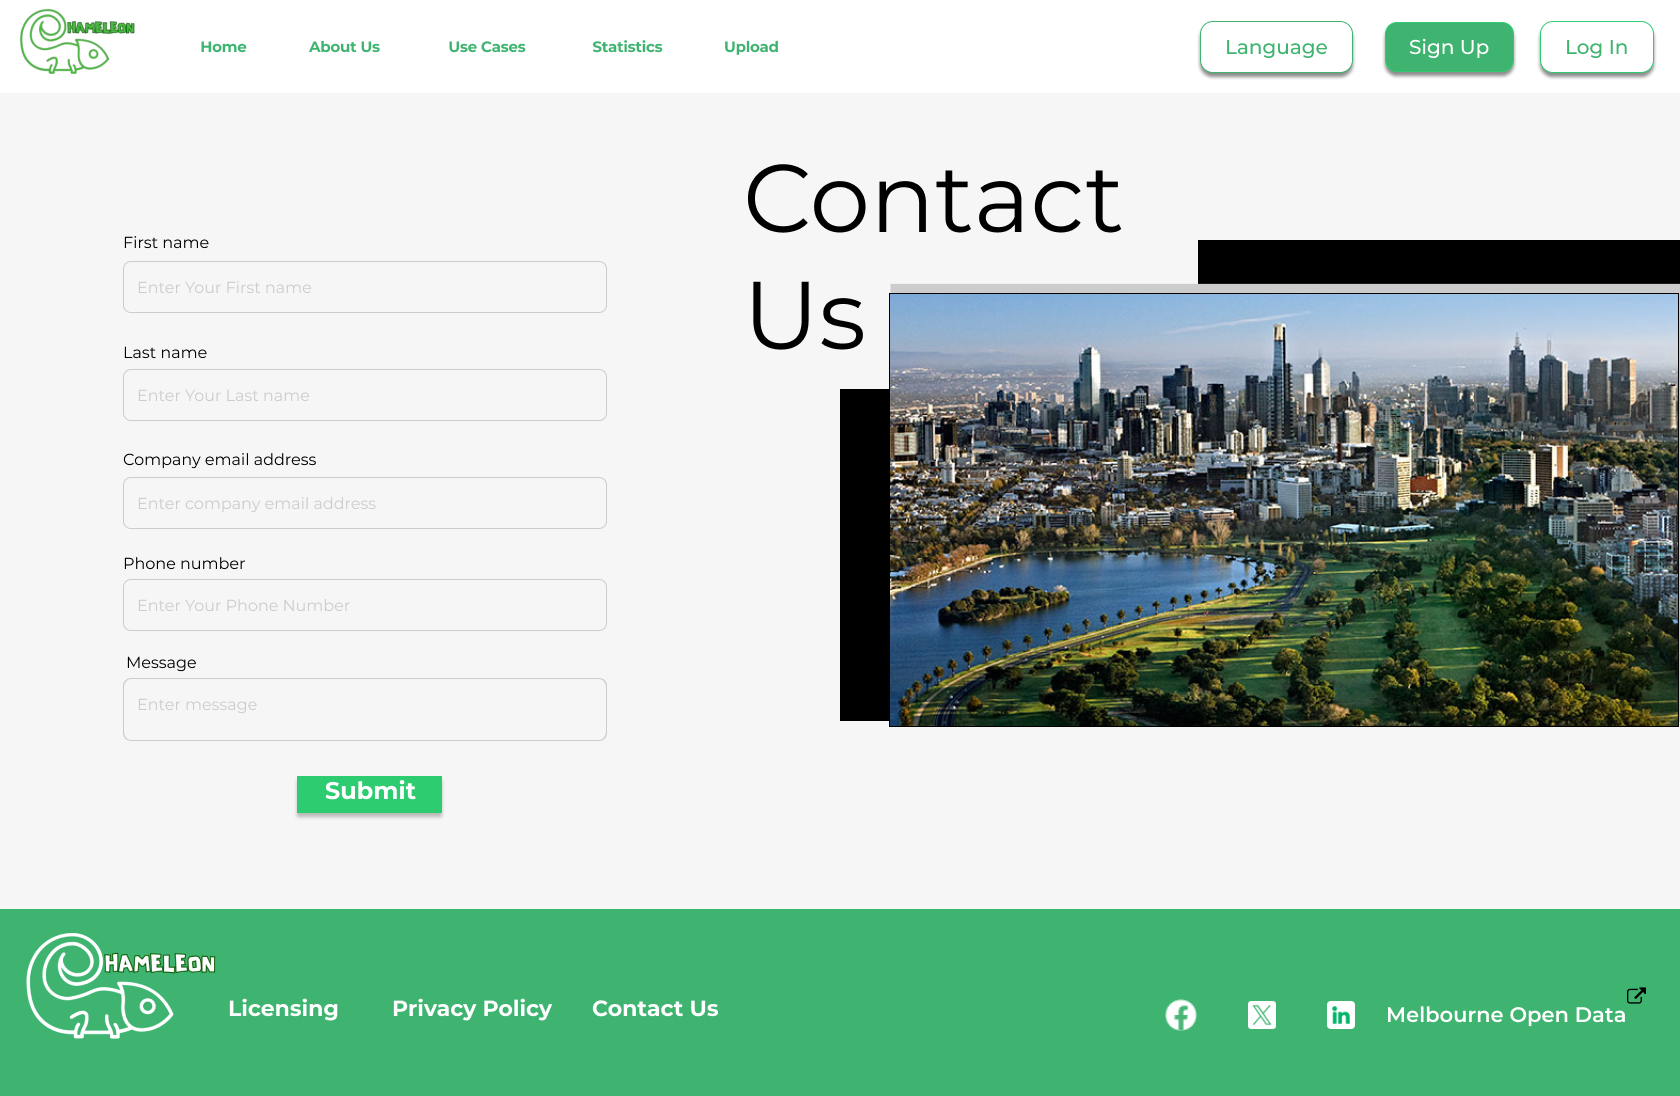 HAMELEON
Home
About Us
Use Cases
Statistics
Upload
Language
Sign Up
Log In
Contact
Us
First name
Enter Your First name
Last name
Enter Your Last name
Company email address
Enter company email address
Phone number
Enter Your Phone Number
Message
Enter message
Submit
HAMELEON
Licensing
Privacy Policy
Contact Us
Melbourne Open Data